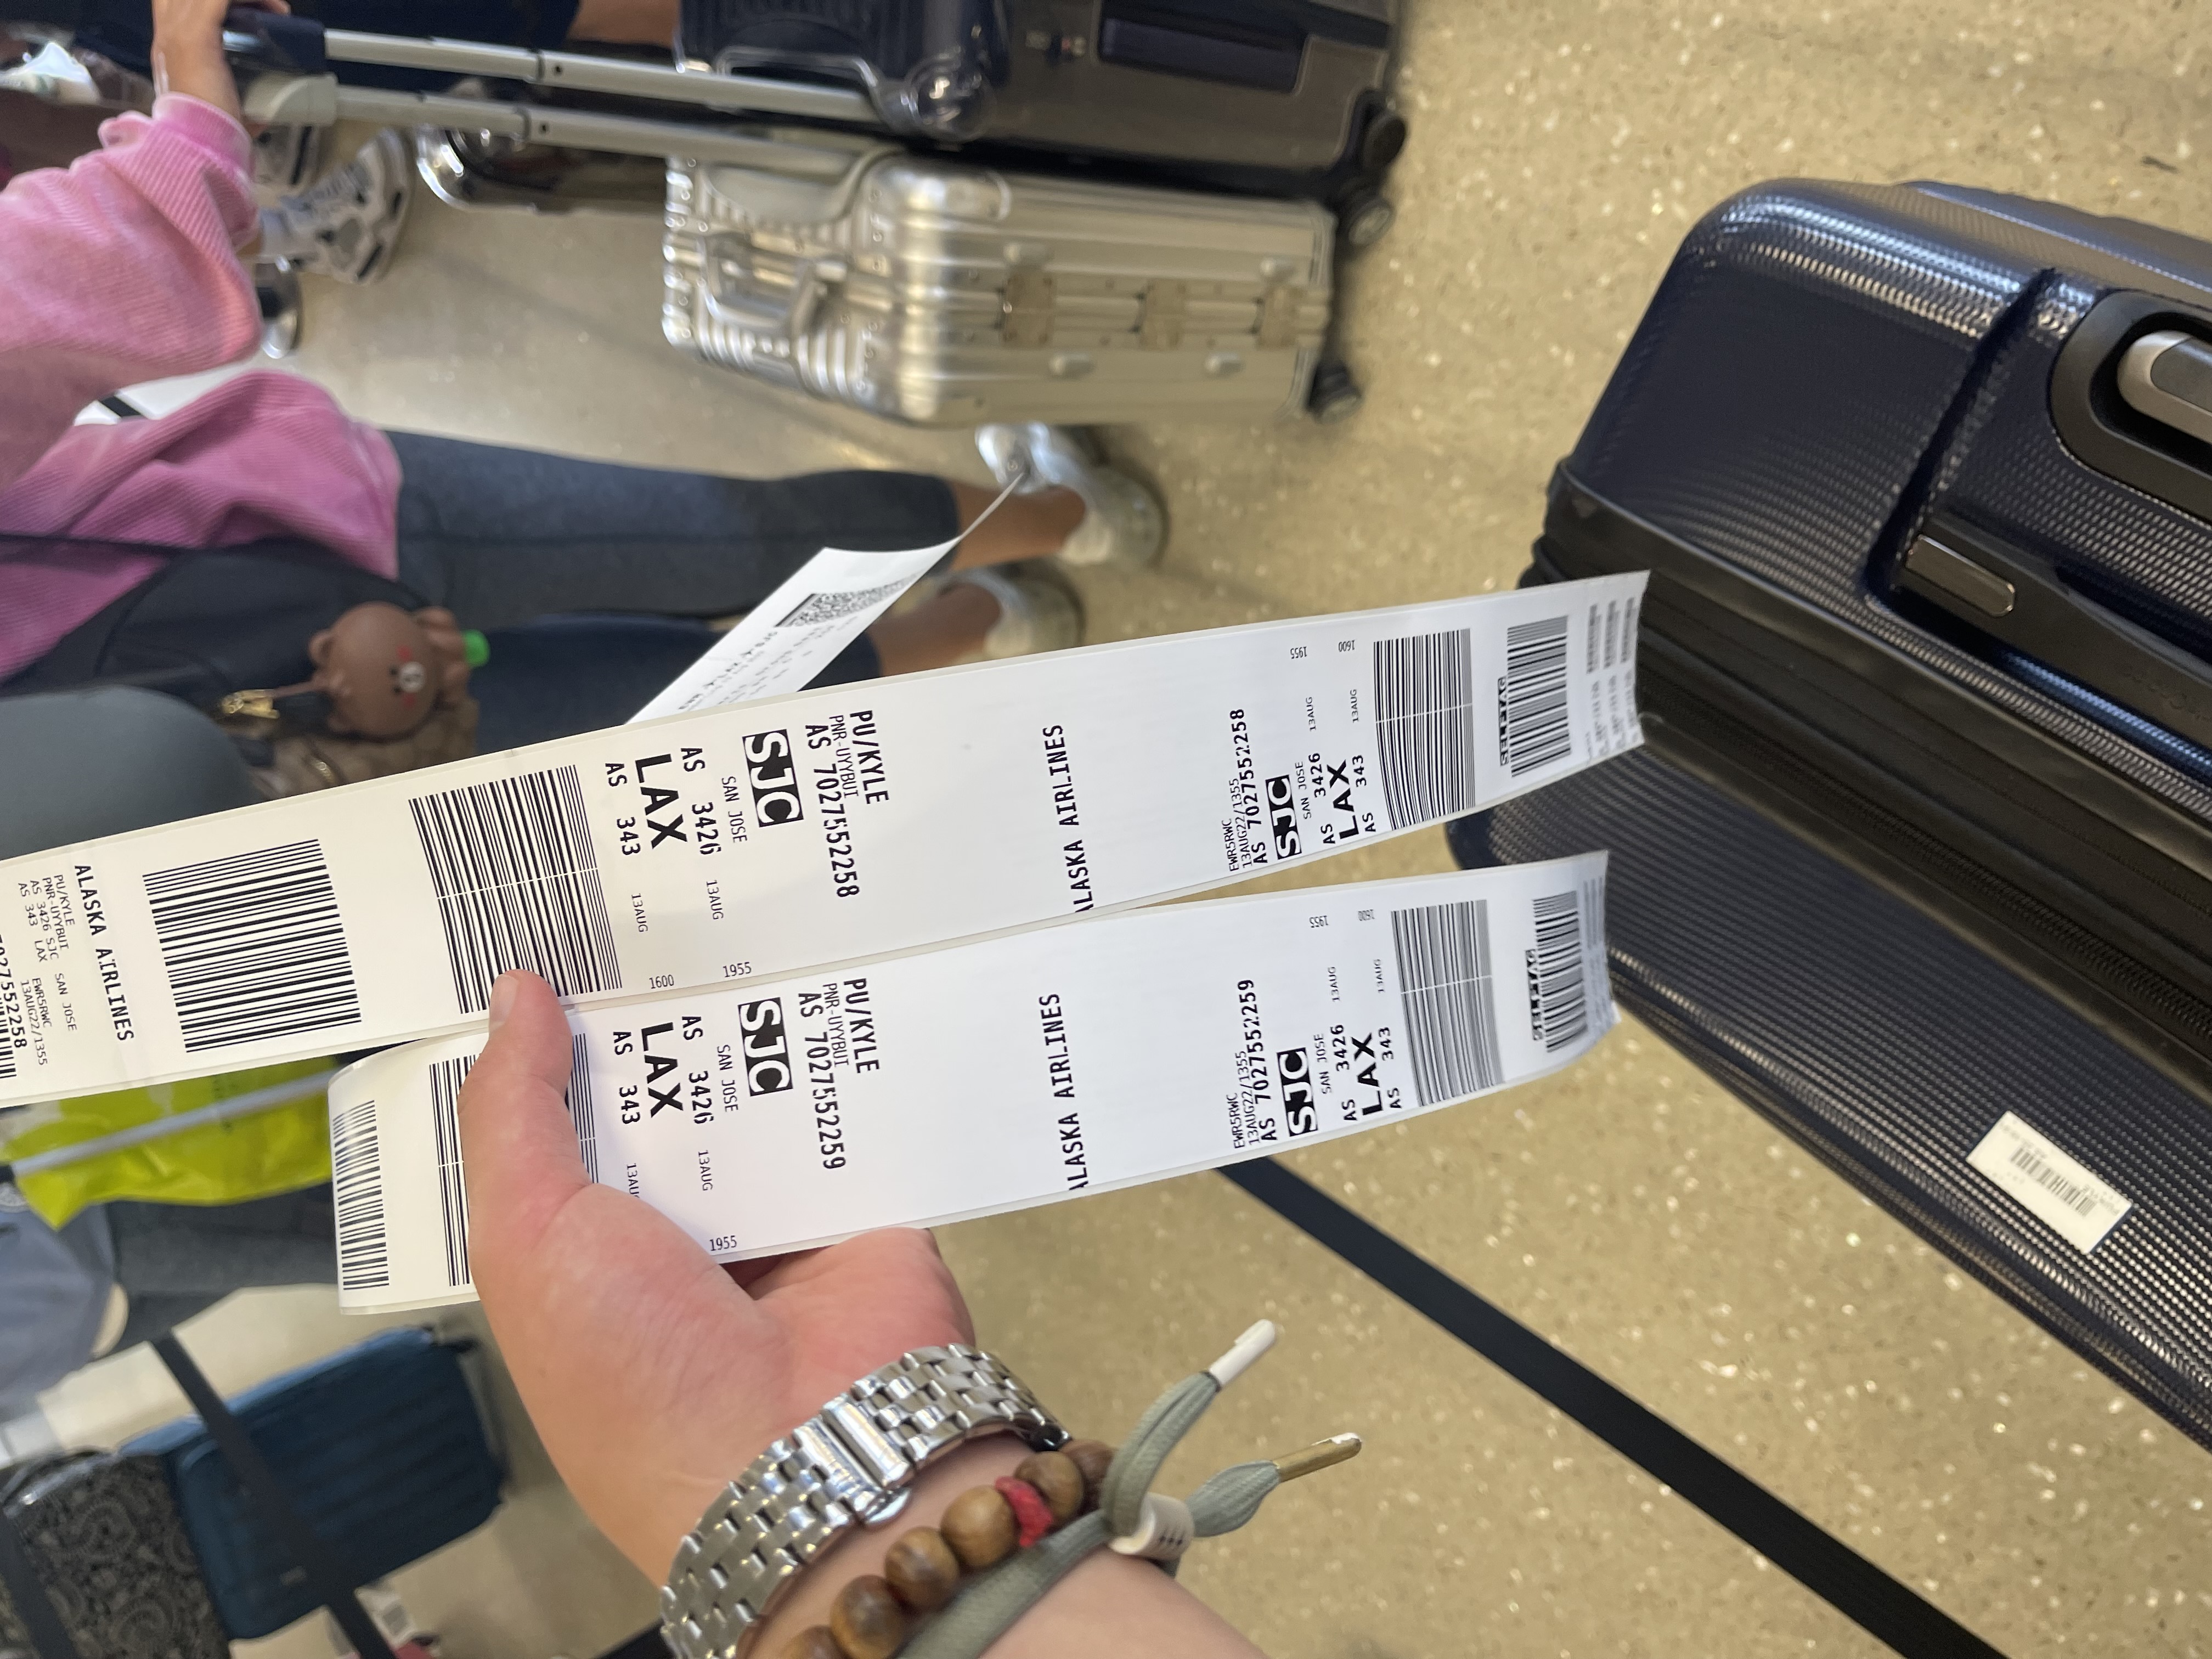 7027552258
13AUG22/1355
EWR5RWC
SAN JOSE
AS 3426 SJC
AS 343 LAX
PNR-UYYBUI
PU/KYLE
ALASKA AIRLINES
AS 343 13AUG
LAX
AS 3426 13AUG
1955
SAN JOSE
SJC
AS 7027552259
PNR-UYYBUI
PU/KYLE
ALASKA AIRLINES
EWR5RWC
13AUG22/1355
AS 7027552259
SJC
SAN JOSE
AS 3426 13AUG 1955
LAX
AS 343 13AUG 1600
SELFTAG
AS 343 13AUG
1600
LAX
AS 3426 13AUG
1955
SAN JOSE
SJC
AS 7027552258
PNR-UYYBUI
PU/KYLE
ALASKA AIRLINES
EWR5RWC
13AUG22/1355
AS 7027552258
SJC
SAN JOSE
AS 3426 13AUG 1955
LAX
AS 343 13AUG 1600
SELFTAG